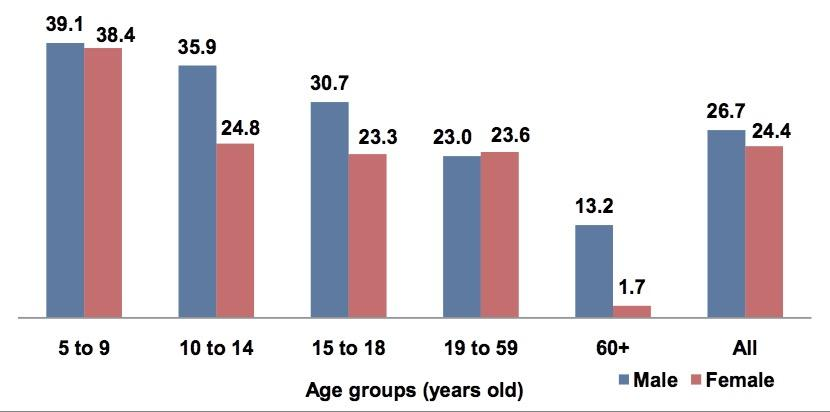 39.1 38.4 35.9 24.8 30.7 23.3 23.0 23.6 13.2 1.7 26.7 24.4
5 to 9 10 to 14 15 to 18 19 to 59 60+ All
Age groups (years old)
Male Female